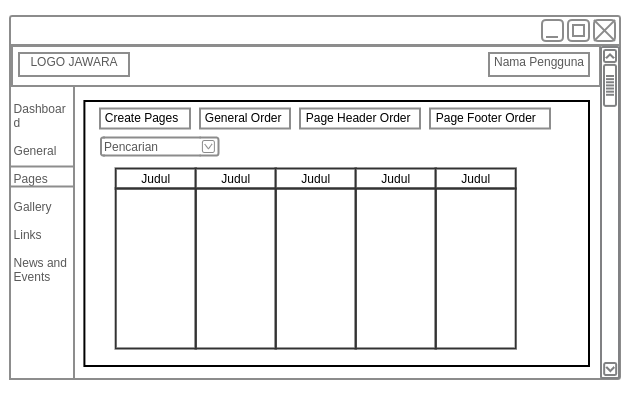 LOGO JAWARA
Nama Pengguna
Dashboar
d
General
Pages
Gallery
Links
News and
Events
Create Pages
General Order
Page Header Order
Page Footer Order
Pencarian
Judul Judul Judul Judul Judul